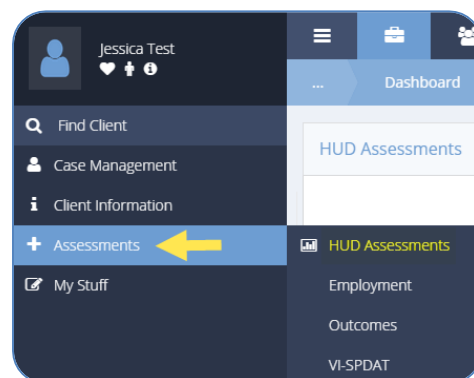 Jessica Test
... Dashboard
Find Client
HUD Assessments
Case Management
Client Information
Assessments
HUD Assessments
My Stuff
Employment
Outcomes
VI-SPDAT